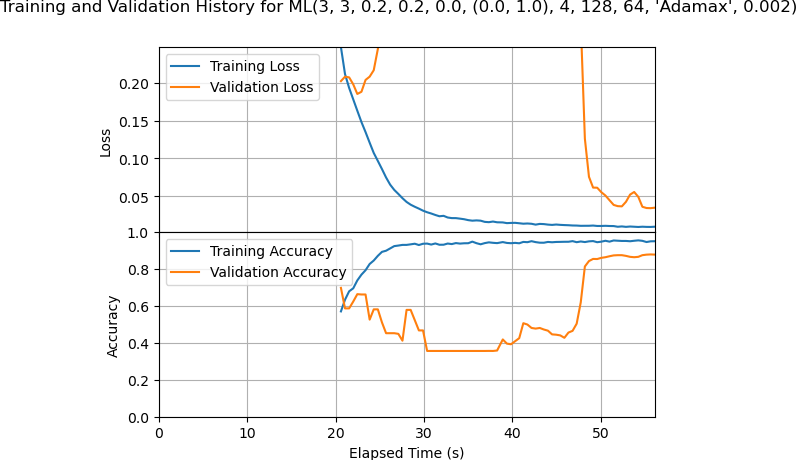 Training and Validation History for ML(3, 3, 0.2, 0.2, 0.0, (0.0, 1.0), 4, 128, 64, 'Adamax', 0.002)
Training Loss
Validation Loss
0.20
0.15
0.10
0.05
Loss
Training Accuracy
Validation Accuracy
1.0
0.8
0.6
0.4
0.2
0.0
Accuracy
0 10 20 30 40 50
Elapsed Time (s)